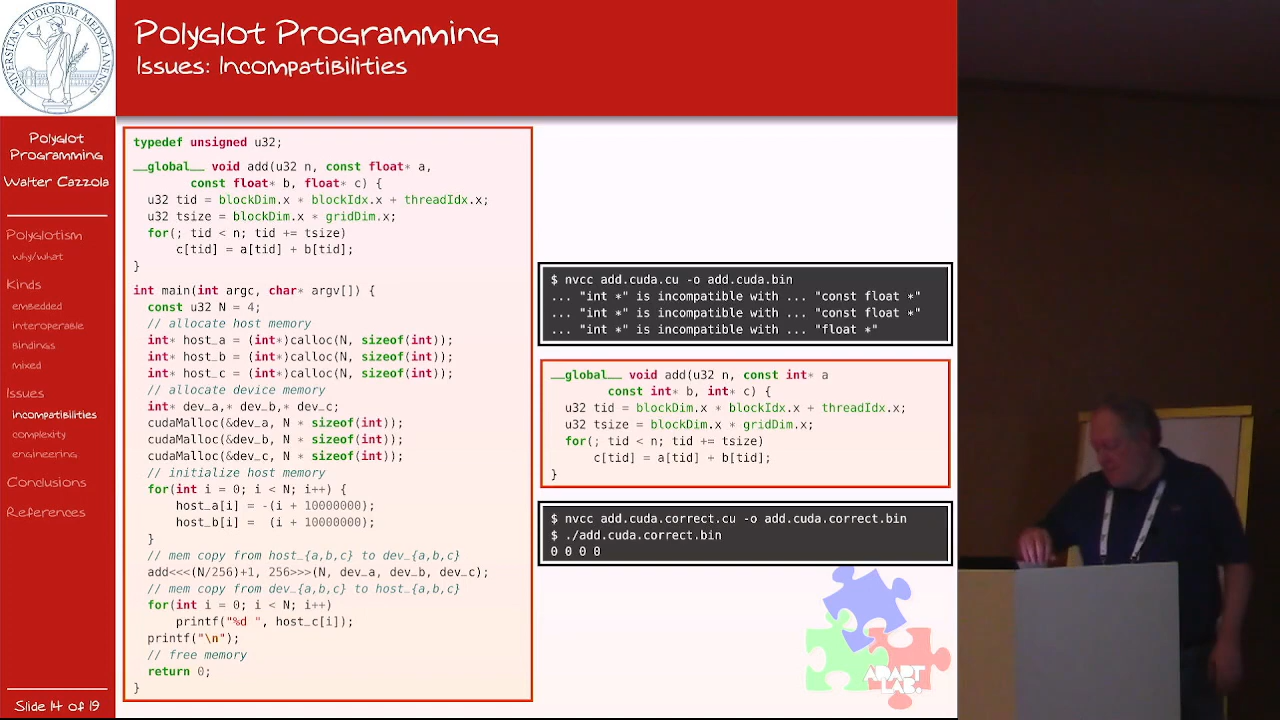 UNIVERSITAS STUDIORUM MEDIOLANENSIS
Polyglot Programming
Issues: Incompatibilities
Polyglot
Programming
Walter Cazzola
Polyglotism
why/what
Kinds
embedded
interoperable
bindings
mixed
Issues
incompatibilities
complexity
engineering
Conclusions
References
Slide 14 of 19
typedef unsigned u32;
__global__ void add(u32 n, const float* a,
const float* b, float* c) {
u32 tid = blockDim.x * blockIdx.x + threadIdx.x;
u32 tsize = blockDim.x * gridDim.x;
for(; tid < n; tid += tsize)
c[tid] = a[tid] + b[tid];
}
int main(int argc, char* argv[]) {
const u32 N = 4;
// allocate host memory
int* host_a = (int*)calloc(N, sizeof(int));
int* host_b = (int*)calloc(N, sizeof(int));
int* host_c = (int*)calloc(N, sizeof(int));
// allocate device memory
int* dev_a,* dev_b,* dev_c;
cudaMalloc(&dev_a, N * sizeof(int));
cudaMalloc(&dev_b, N * sizeof(int));
cudaMalloc(&dev_c, N * sizeof(int));
// initialize host memory
for(int i = 0; i < N; i++) {
host_a[i] = -(i + 10000000);
host_b[i] =  (i + 10000000);
}
// mem copy from host_{a,b,c} to dev_{a,b,c}
add<<<(N/256)+1, 256>>>(N, dev_a, dev_b, dev_c);
// mem copy from dev_{a,b,c} to host_{a,b,c}
for(int i = 0; i < N; i++)
printf("%d ", host_c[i]);
printf("\n");
// free memory
return 0;
}
$ nvcc add.cuda.cu -o add.cuda.bin
... "int *" is incompatible with ... "const float *"
... "int *" is incompatible with ... "const float *"
... "int *" is incompatible with ... "float *"
__global__ void add(u32 n, const int* a
const int* b, int* c) {
u32 tid = blockDim.x * blockIdx.x + threadIdx.x;
u32 tsize = blockDim.x * gridDim.x;
for(; tid < n; tid += tsize)
c[tid] = a[tid] + b[tid];
}
$ nvcc add.cuda.correct.cu -o add.cuda.correct.bin
$ ./add.cuda.correct.bin
0 0 0 0
ADAPT
LAB.